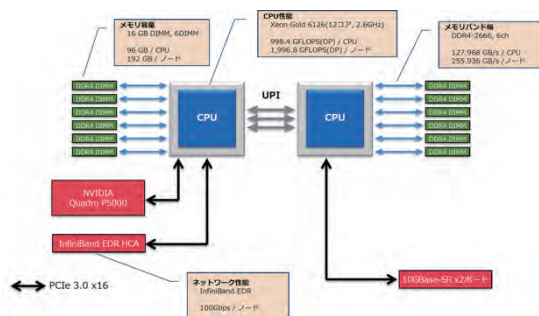 メモリ容量
16 GB DIMM, 6DIMM
96 GB / CPU
192 GB / ノード
CPU性能
Xeon Gold 6126(12コア, 2.6GHz)
998.4 GFLOPS(DP) / CPU
1,996.8 GFLOPS(DP) / ノード
メモリバンド幅
DDR4-2666, 6ch
127.968 GB/s / CPU
255.936 GB/s / ノード
DDR4 DIMM
DDR4 DIMM
DDR4 DIMM
DDR4 DIMM
DDR4 DIMM
DDR4 DIMM
CPU
UPI
CPU
DDR4 DIMM
DDR4 DIMM
DDR4 DIMM
DDR4 DIMM
DDR4 DIMM
DDR4 DIMM
NVIDIA
Quadro P5000
InfiniBand EDR HCA
10GBase-SR x2ポート
PCIe 3.0 x16
ネットワーク性能
InfiniBand EDR
100Gbps / ノード